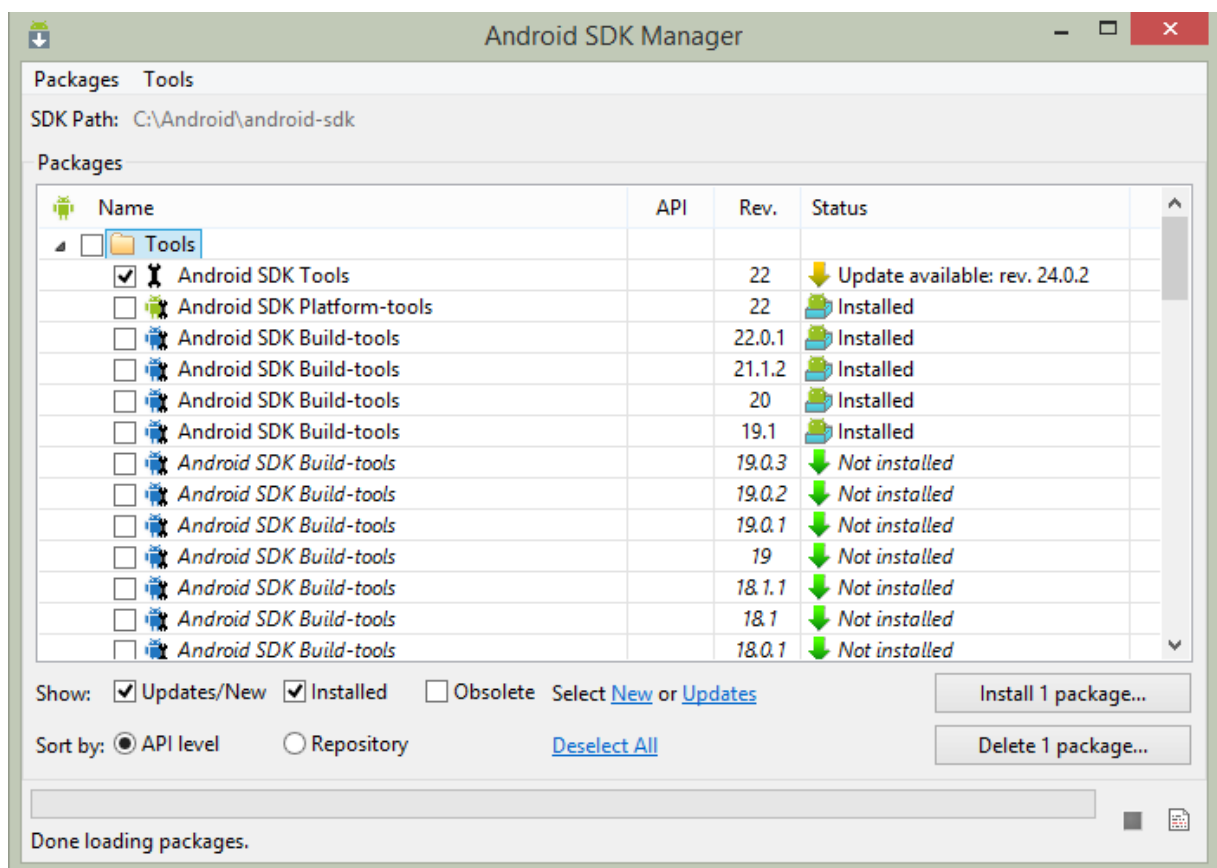 Android SDK Manager
Packages Tools
SDK Path: C:\Android\android-sdk
Packages
Name API Rev. Status
Tools
Android SDK Tools 22 Update available: rev. 24.0.2
Android SDK Platform-tools 22 Installed
Android SDK Build-tools 22.0.1 Installed
Android SDK Build-tools 21.1.2 Installed
Android SDK Build-tools 20 Installed
Android SDK Build-tools 19.1 Installed
Android SDK Build-tools 19.0.3 Not installed
Android SDK Build-tools 19.0.2 Not installed
Android SDK Build-tools 19.0.1 Not installed
Android SDK Build-tools 19 Not installed
Android SDK Build-tools 18.1.1 Not installed
Android SDK Build-tools 18.1 Not installed
Android SDK Build-tools 18.0.1 Not installed
Show: Updates/New Installed Obsolete Select New or Updates Install 1 package...
Sort by: API level Repository Deselect All Delete 1 package...
Done loading packages.